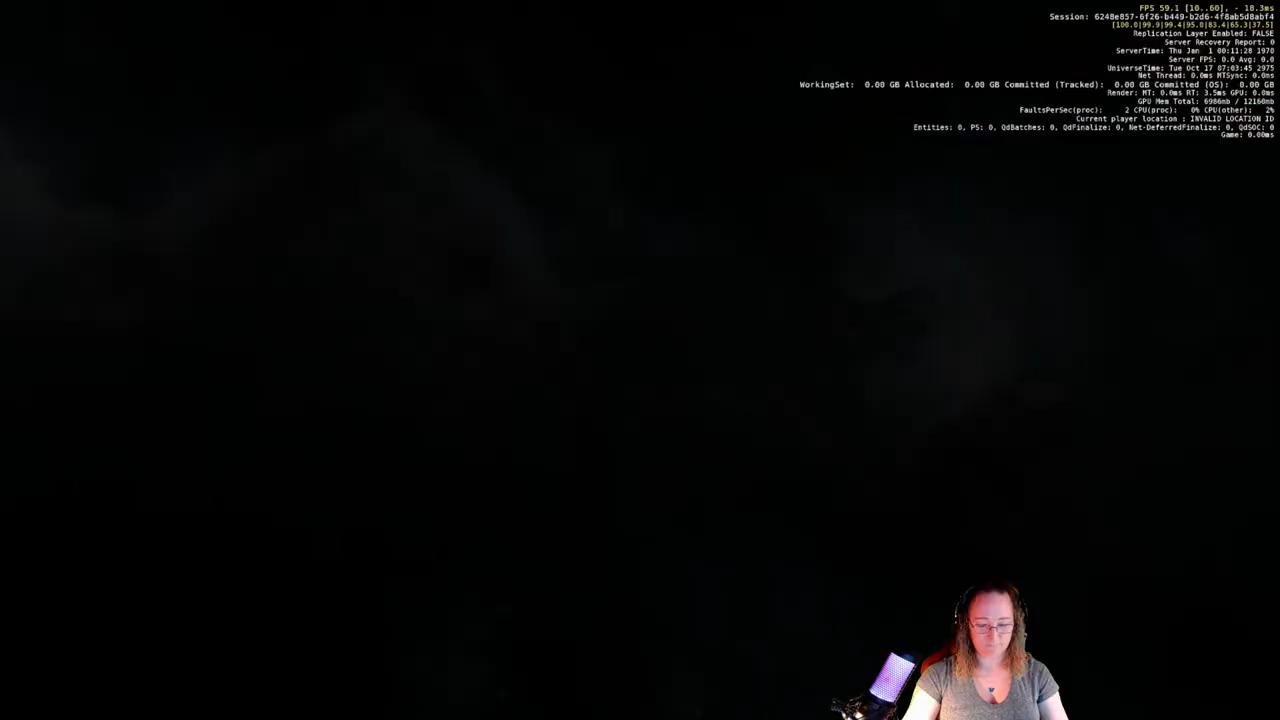 FPS 59.1 [10..60], - 18.3ms
Session: 6248e857-6f26-b449-b2d6-4f8ab5d8abf4
[100.0|99.9|99.4|95.0|83.4|65.3|37.5]
Replication Layer Enabled: FALSE
Server Recovery Report: 0
ServerTime: Thu Jan  1 00:11:28 1970
Server FPS: 0.0 Avg: 0.0
UniverseTime: Tue Oct 17 07:03:45 2975
Net Thread: 0.0ms MTSync: 0.0ms
WorkingSet:  0.00 GB Allocated:  0.00 GB Committed (Tracked):  0.00 GB Committed (OS):  0.00 GB
Render: MT: 0.0ms RT: 3.5ms GPU: 0.0ms
GPU Mem Total: 6986mb / 12160mb
FaultsPerSec(proc):     2 CPU(proc):   0% CPU(other):   2%
Current player location : INVALID LOCATION ID
Entities: 0, PS: 0, QdBatches: 0, QdFinalize: 0, Net-DeferredFinalize: 0, QdSOC: 0
Game: 0.00ms